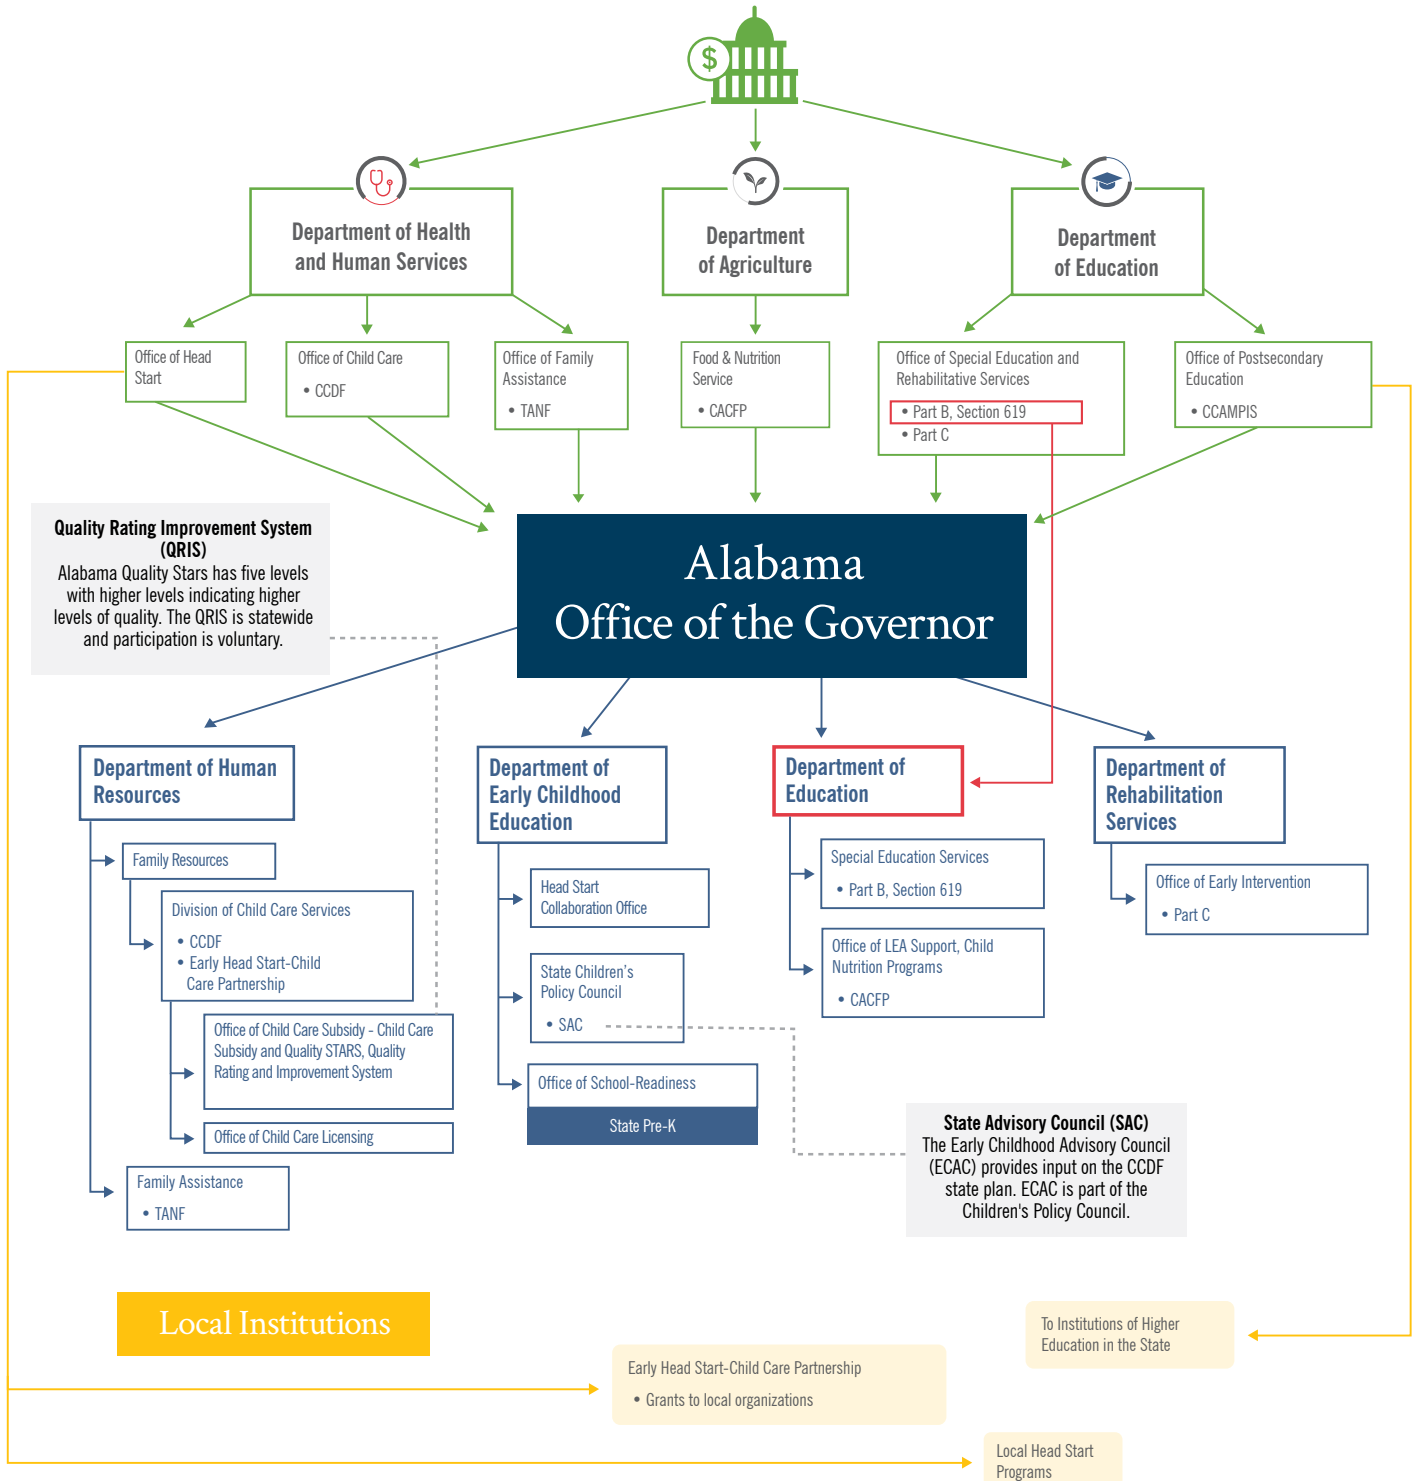 $
Department of Health
and Human Services
Department
of Agriculture
Department
of Education
Office of Head
Start
Office of Child Care
• CCDF
Office of Family
Assistance
• TANF
Food & Nutrition
Service
• CACFP
Office of Special Education and
Rehabilitative Services
• Part B, Section 619
• Part C
Office of Postsecondary
Education
• CCAMPIS
Quality Rating Improvement System
(QRIS)
Alabama Quality Stars has five levels
with higher levels indicating higher
levels of quality. The QRIS is statewide
and participation is voluntary.
Alabama
Office of the Governor
Department of Human
Resources
Family Resources
Division of Child Care Services
• CCDF
• Early Head Start-Child
Care Partnership
Office of Child Care Subsidy - Child Care
Subsidy and Quality STARS, Quality
Rating and Improvement System
Office of Child Care Licensing
Family Assistance
• TANF
Department of
Early Childhood
Education
Head Start
Collaboration Office
State Children's
Policy Council
• SAC
Office of School-Readiness
State Pre-K
Department of
Education
Special Education Services
• Part B, Section 619
Office of LEA Support, Child
Nutrition Programs
• CACFP
Department of
Rehabilitation
Services
Office of Early Intervention
• Part C
State Advisory Council (SAC)
The Early Childhood Advisory Council
(ECAC) provides input on the CCDF
state plan. ECAC is part of the
Children's Policy Council.
Local Institutions
To Institutions of Higher
Education in the State
Early Head Start-Child Care Partnership
• Grants to local organizations
Local Head Start
Programs